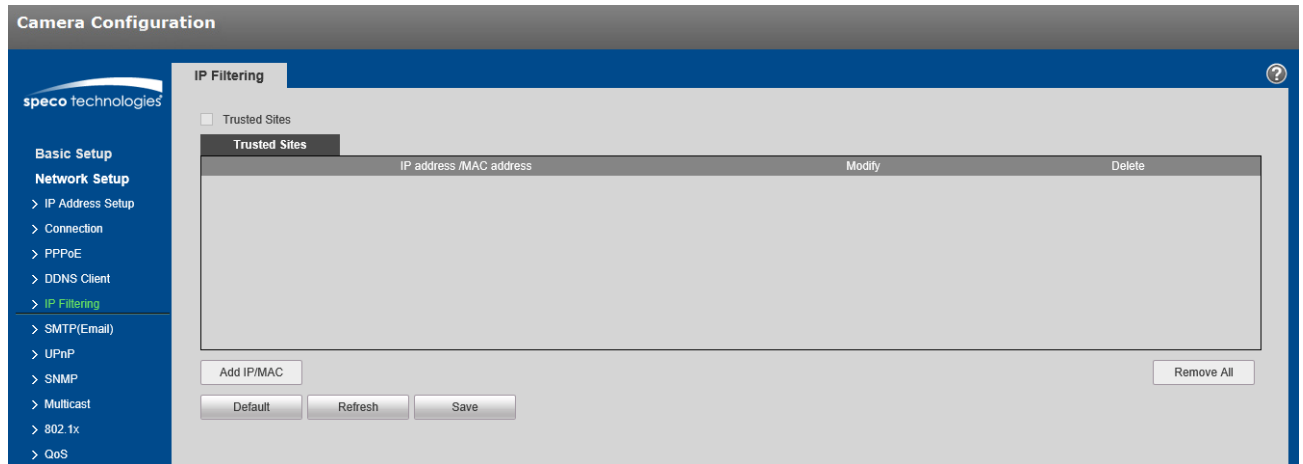 Camera Configuration
speco technologies
IP Filtering
?
Trusted Sites
Trusted Sites
IP address /MAC address Modify Delete
Basic Setup
Network Setup
> IP Address Setup
> Connection
> PPPoE
> DDNS Client
> IP Filtering
> SMTP(Email)
> UPnP
> SNMP
> Multicast
> 802.1x
> QoS
Add IP/MAC Remove All
Default Refresh Save